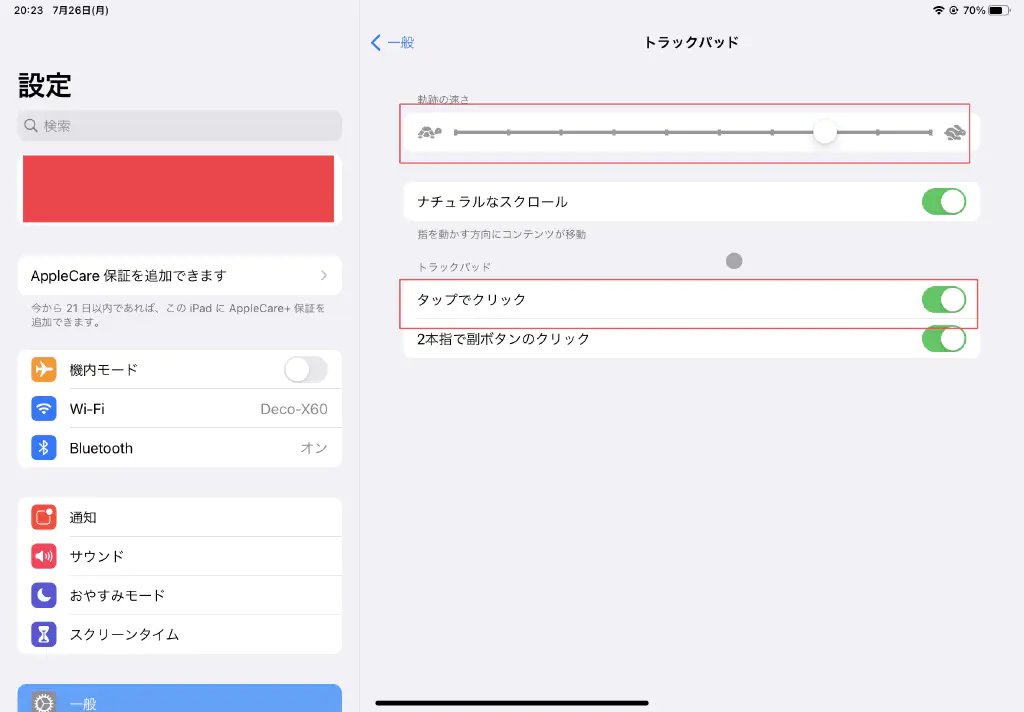 20:23 7月26日(月)
70%
設定
検索
AppleCare 保証を追加できます
今から 21 日以内であれば、この iPad に AppleCare+ 保証を
追加できます。
機内モード
Wi-Fi Deco-X60
Bluetooth オン
通知
サウンド
おやすみモード
スクリーンタイム
一般
一般
トラックパッド
軌跡の速さ
ナチュラルなスクロール
指を動かす方向にコンテンツが移動
トラックパッド
タップでクリック
2本指で副ボタンのクリック